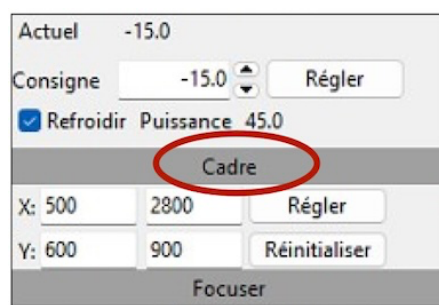 Actuel -15.0
Consigne -15.0 Régler
Refroidir Puissance 45.0
Cadre
X: 500 2800 Régler
Y: 600 900 Réinitialiser
Focuser